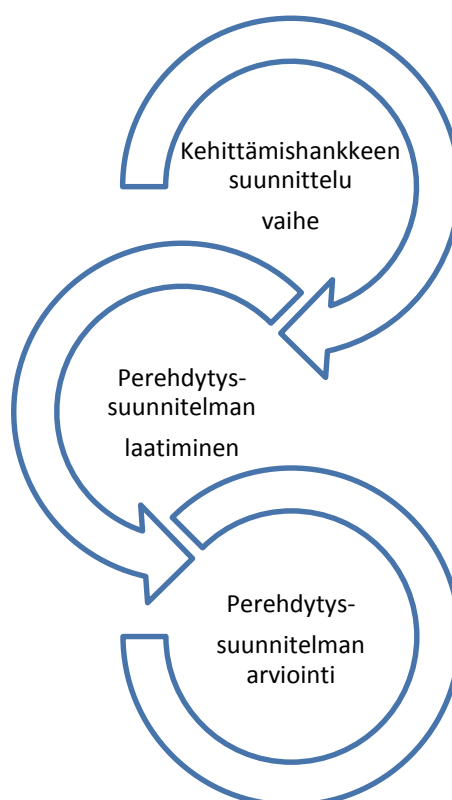 Kehittämishankkeen
suunnittelu
vaihe
Perehdytys-
suunnitelman
laatiminen
Perehdytys-
suunnitelman
arviointi